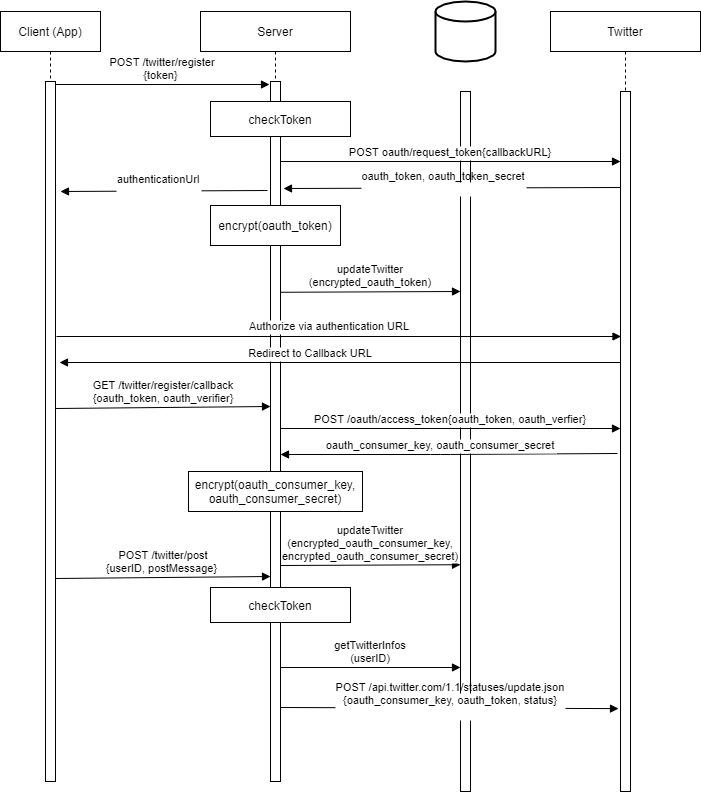 Client (App)
Server
Twitter
POST /twitter/register
{token}
checkToken
POST oauth/request_token{callbackURL}
oauth_token, oauth_token_secret
authenticationUrl
encrypt(oauth_token)
updateTwitter
(encrypted_oauth_token)
Authorize via authentication URL
Redirect to Callback URL
GET /twitter/register/callback
{oauth_token, oauth_verifier}
POST /oauth/access_token{oauth_token, oauth_verfier}
oauth_consumer_key, oauth_consumer_secret
encrypt(oauth_consumer_key,
oauth_consumer_secret)
updateTwitter
(encrypted_oauth_consumer_key,
encrypted_oauth_consumer_secret)
POST /twitter/post
{userID, postMessage}
checkToken
getTwitterInfos
(userID)
POST /api.twitter.com/1.1/statuses/update.json
{oauth_consumer_key, oauth_token, status}